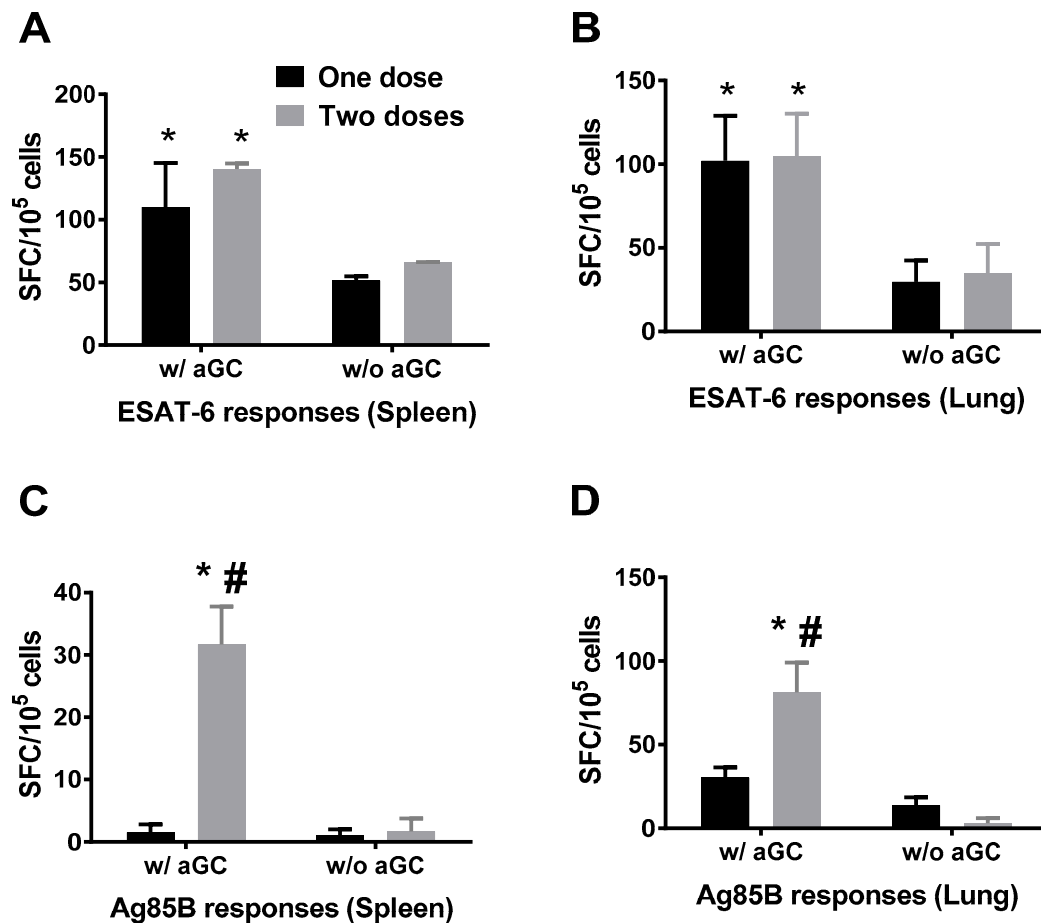 A
One dose
Two doses
SFC/10⁵ cells
200
150
100
50
0
* *
w/ aGC w/o aGC
ESAT-6 responses (Spleen)
B
SFC/10⁵ cells
150
100
50
0
* *
w/ aGC w/o aGC
ESAT-6 responses (Lung)
C
SFC/10⁵ cells
40
30
20
10
0
* #
w/ aGC w/o aGC
Ag85B responses (Spleen)
D
SFC/10⁵ cells
150
100
50
0
* #
w/ aGC w/o aGC
Ag85B responses (Lung)